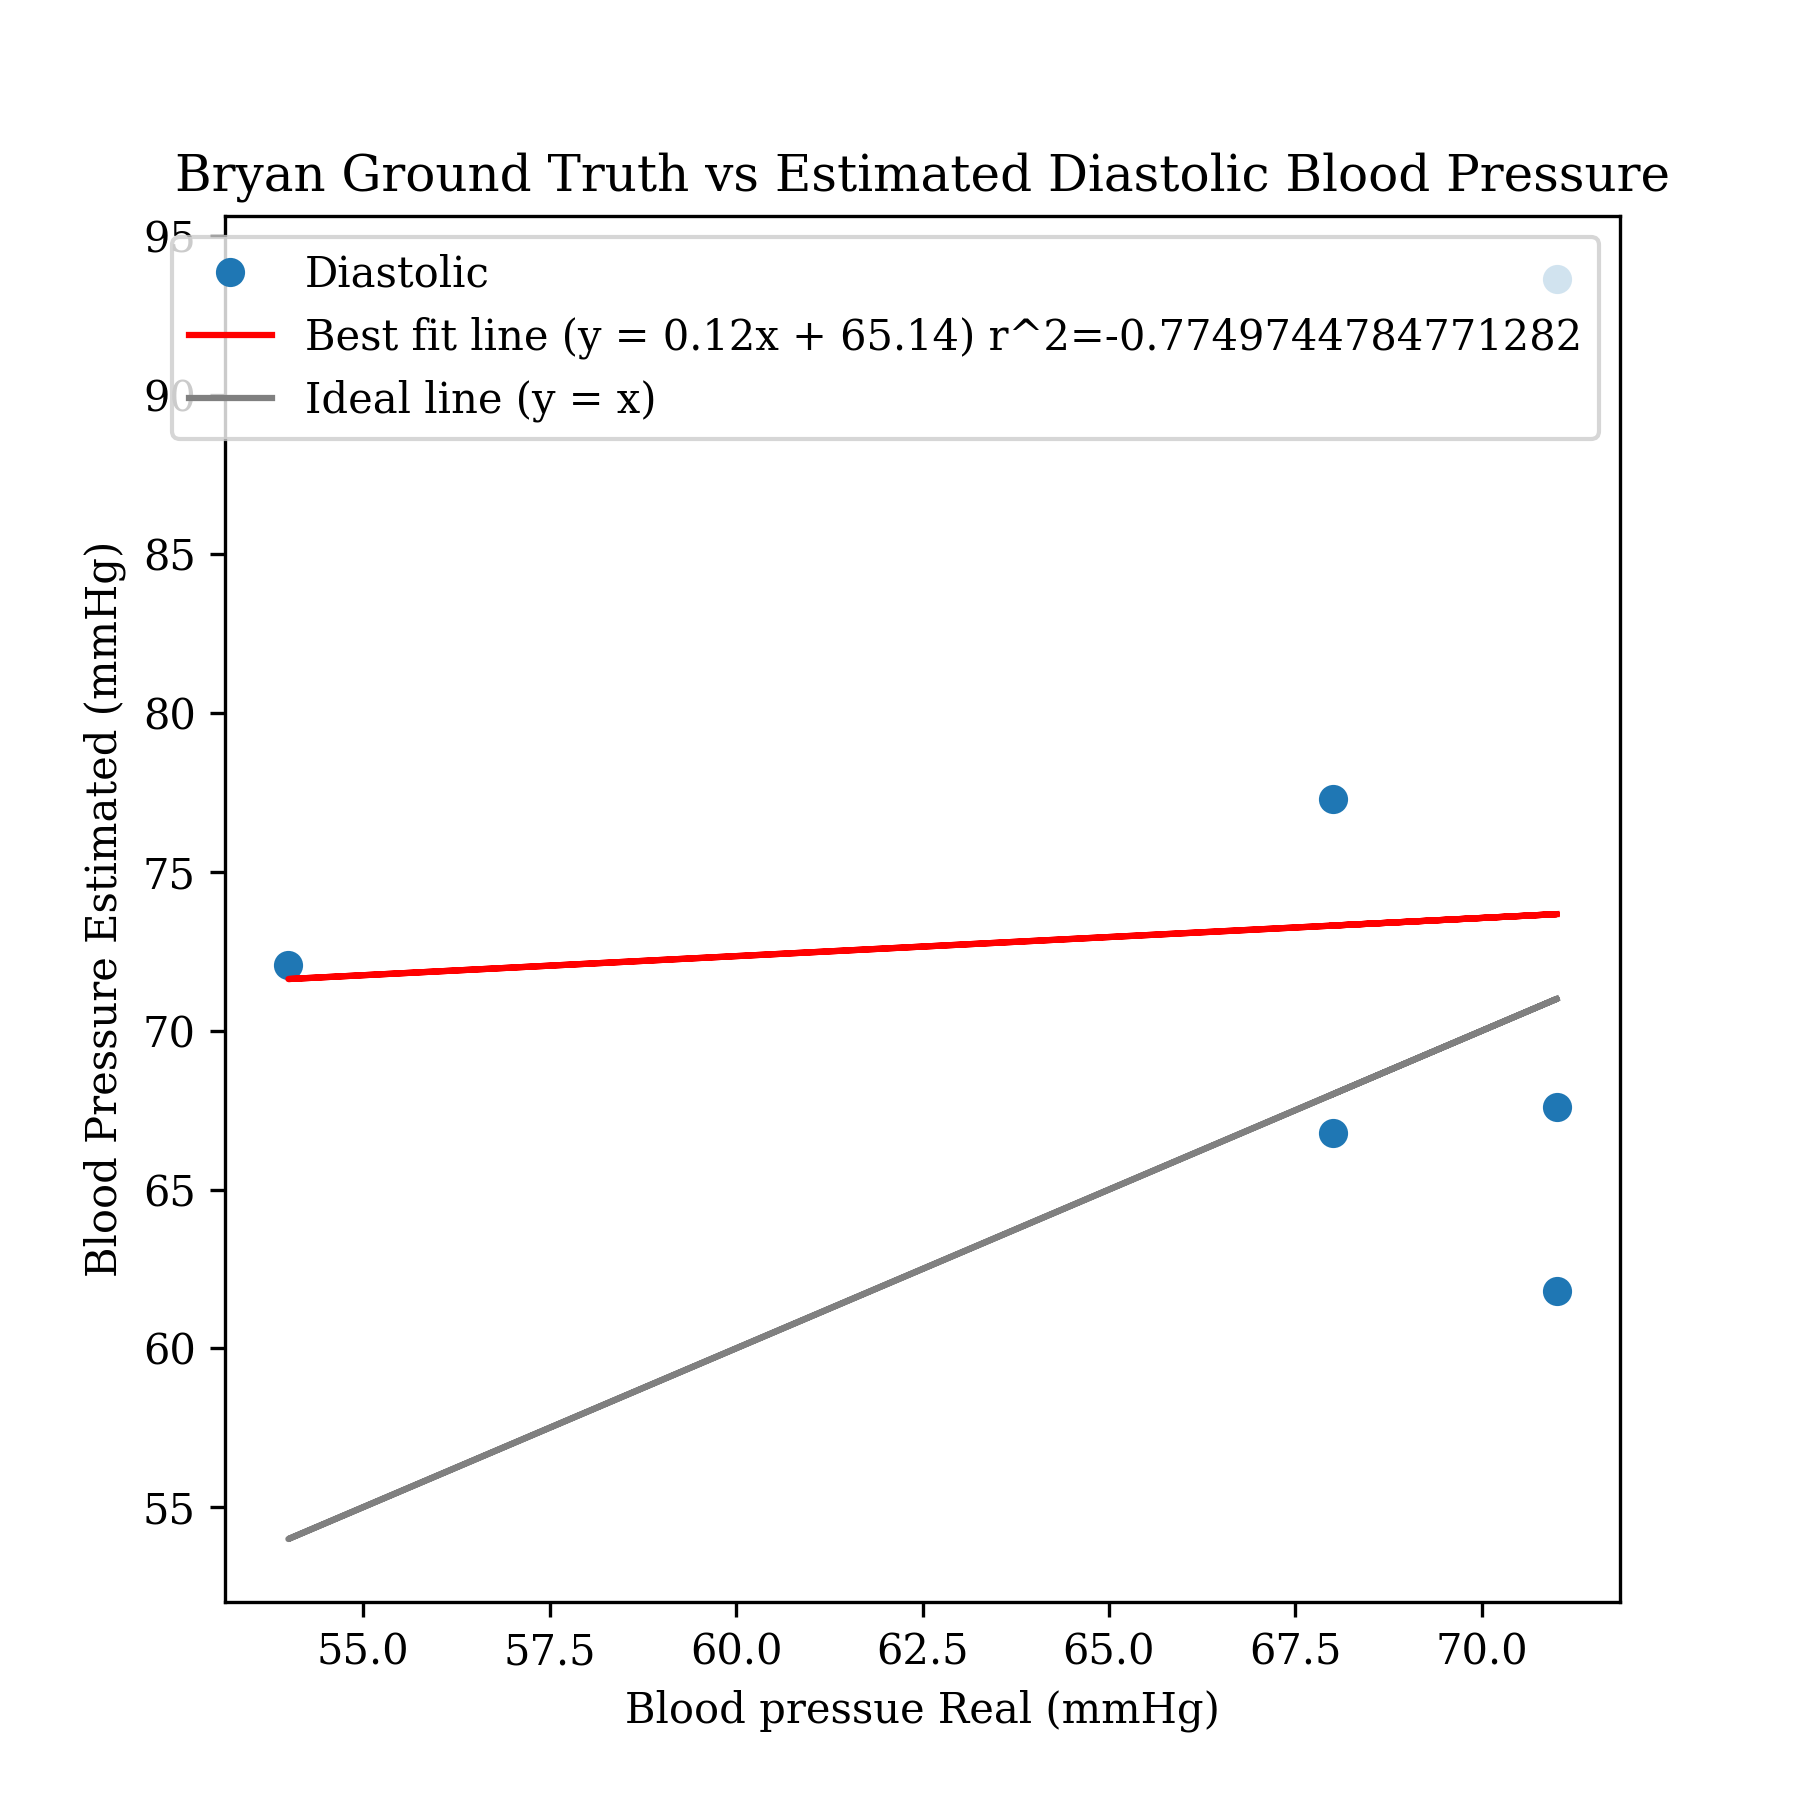 Bryan Ground Truth vs Estimated Diastolic Blood Pressure
Diastolic
Best fit line (y = 0.12x + 65.14) r^2=-0.7749744784771282
Ideal line (y = x)
95
90
85
80
75
70
65
60
55
Blood Pressure Estimated (mmHg)
55.0 57.5 60.0 62.5 65.0 67.5 70.0
Blood pressue Real (mmHg)